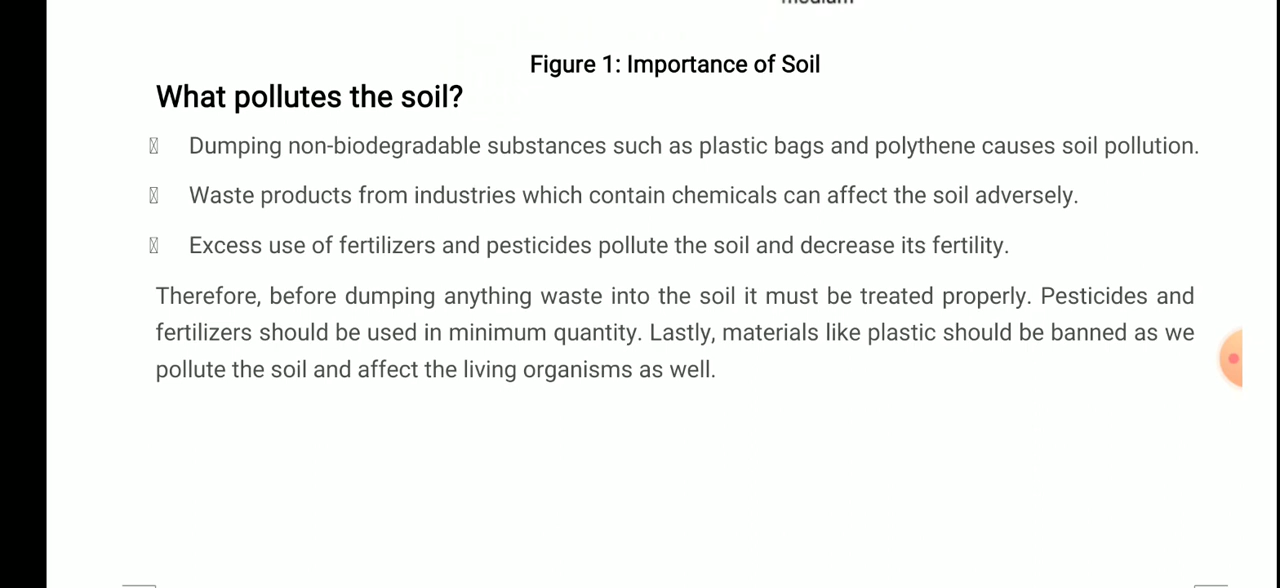 Figure 1: Importance of Soil
What pollutes the soil?
Dumping non-biodegradable substances such as plastic bags and polythene causes soil pollution.
Waste products from industries which contain chemicals can affect the soil adversely.
Excess use of fertilizers and pesticides pollute the soil and decrease its fertility.
Therefore, before dumping anything waste into the soil it must be treated properly. Pesticides and
fertilizers should be used in minimum quantity. Lastly, materials like plastic should be banned as we
pollute the soil and affect the living organisms as well.